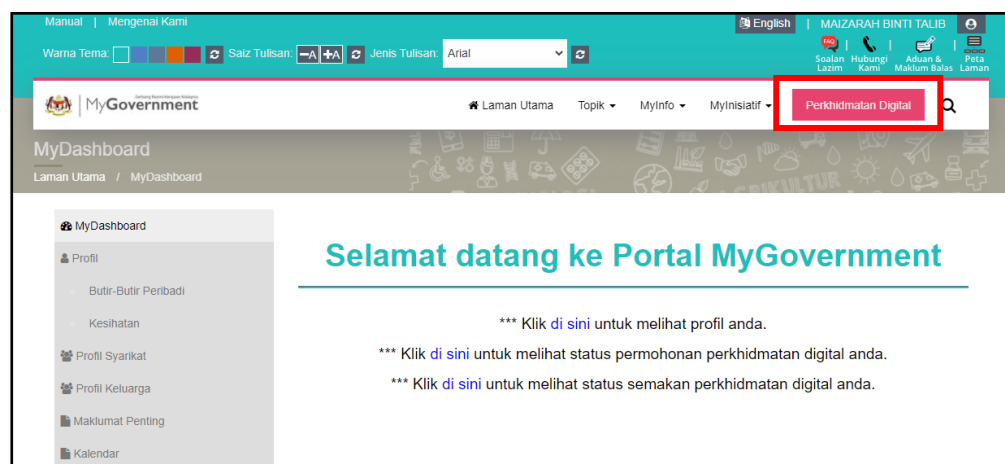 Manual | Mengenai Kami
English | MAIZARAH BINTI TALIB
Warna Tema: Saiz Tulisan: -A +A Jenis Tulisan: Arial
FAQ
Soalan Lazim | Hubungi Kami | Aduan & Maklum Balas | Peta Laman
MyGovernment
Laman Utama Topik MyInfo MyInisiatif Perkhidmatan Digital
MyDashboard
Laman Utama / MyDashboard
MyDashboard
Profil
Butir-Butir Peribadi
Kesihatan
Profil Syarikat
Profil Keluarga
Maklumat Penting
Kalendar
Selamat datang ke Portal MyGovernment
*** Klik di sini untuk melihat profil anda.
*** Klik di sini untuk melihat status permohonan perkhidmatan digital anda.
*** Klik di sini untuk melihat status semakan perkhidmatan digital anda.